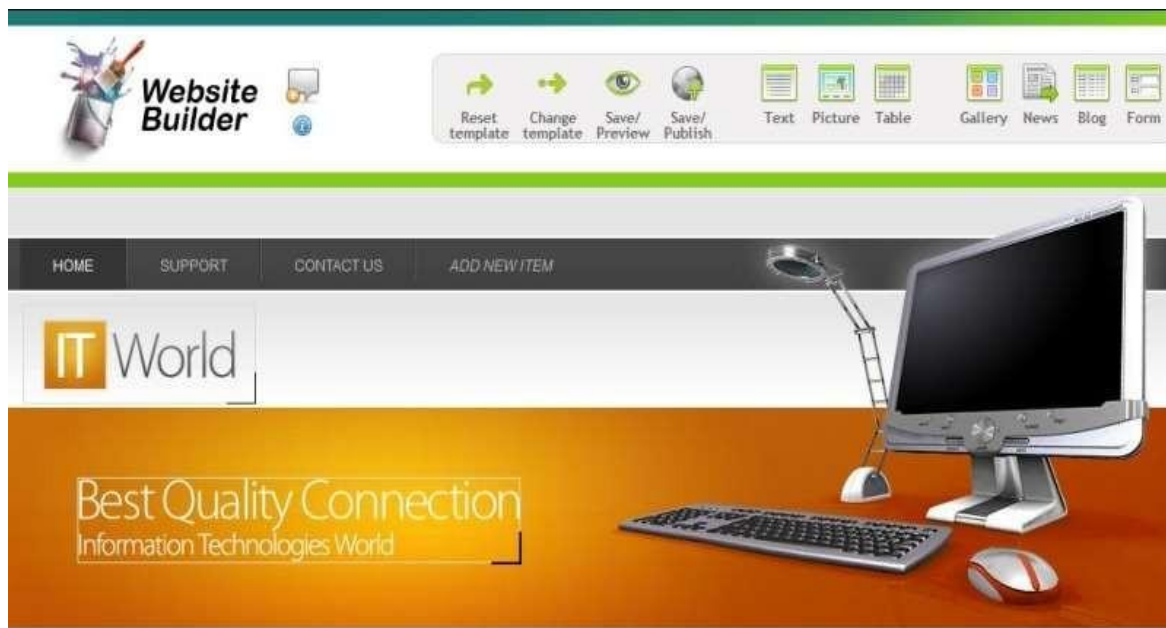 Website
Builder
Reset
template
Change
template
Save/
Preview
Save/
Publish
Text
Picture
Table
Gallery
News
Blog
Form
HOME
SUPPORT
CONTACT US
ADD NEW ITEM
IT World
Best Quality Connection
Information Technologies World